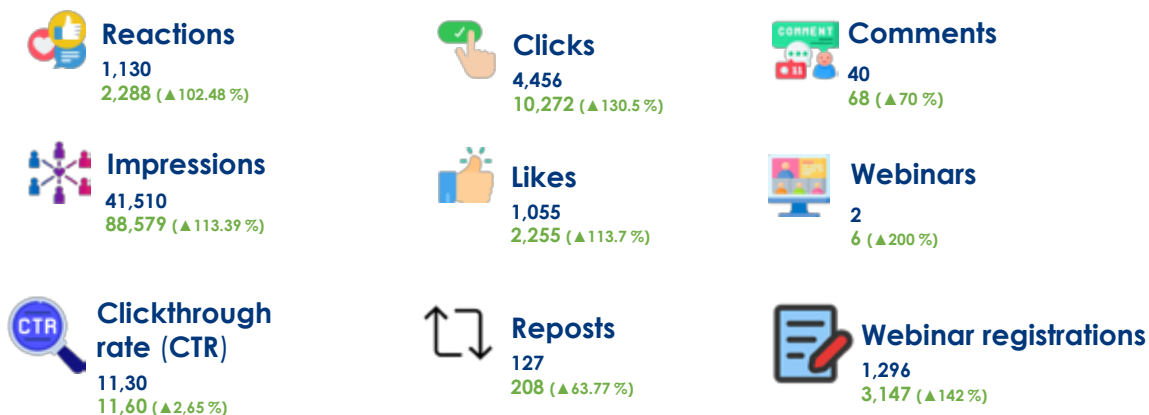 Reactions
1,130
2,288 (▲102.48 %)
Clicks
4,456
10,272 (▲130.5 %)
COMMENT
Comments
40
68 (▲70 %)
Impressions
41,510
88,579 (▲113.39 %)
Likes
1,055
2,255 (▲113.7 %)
Webinars
2
6 (▲200 %)
CTR
Clickthrough
rate (CTR)
11,30
11,60 (▲2,65 %)
Reposts
127
208 (▲63.77 %)
Webinar registrations
1,296
3,147 (▲142 %)